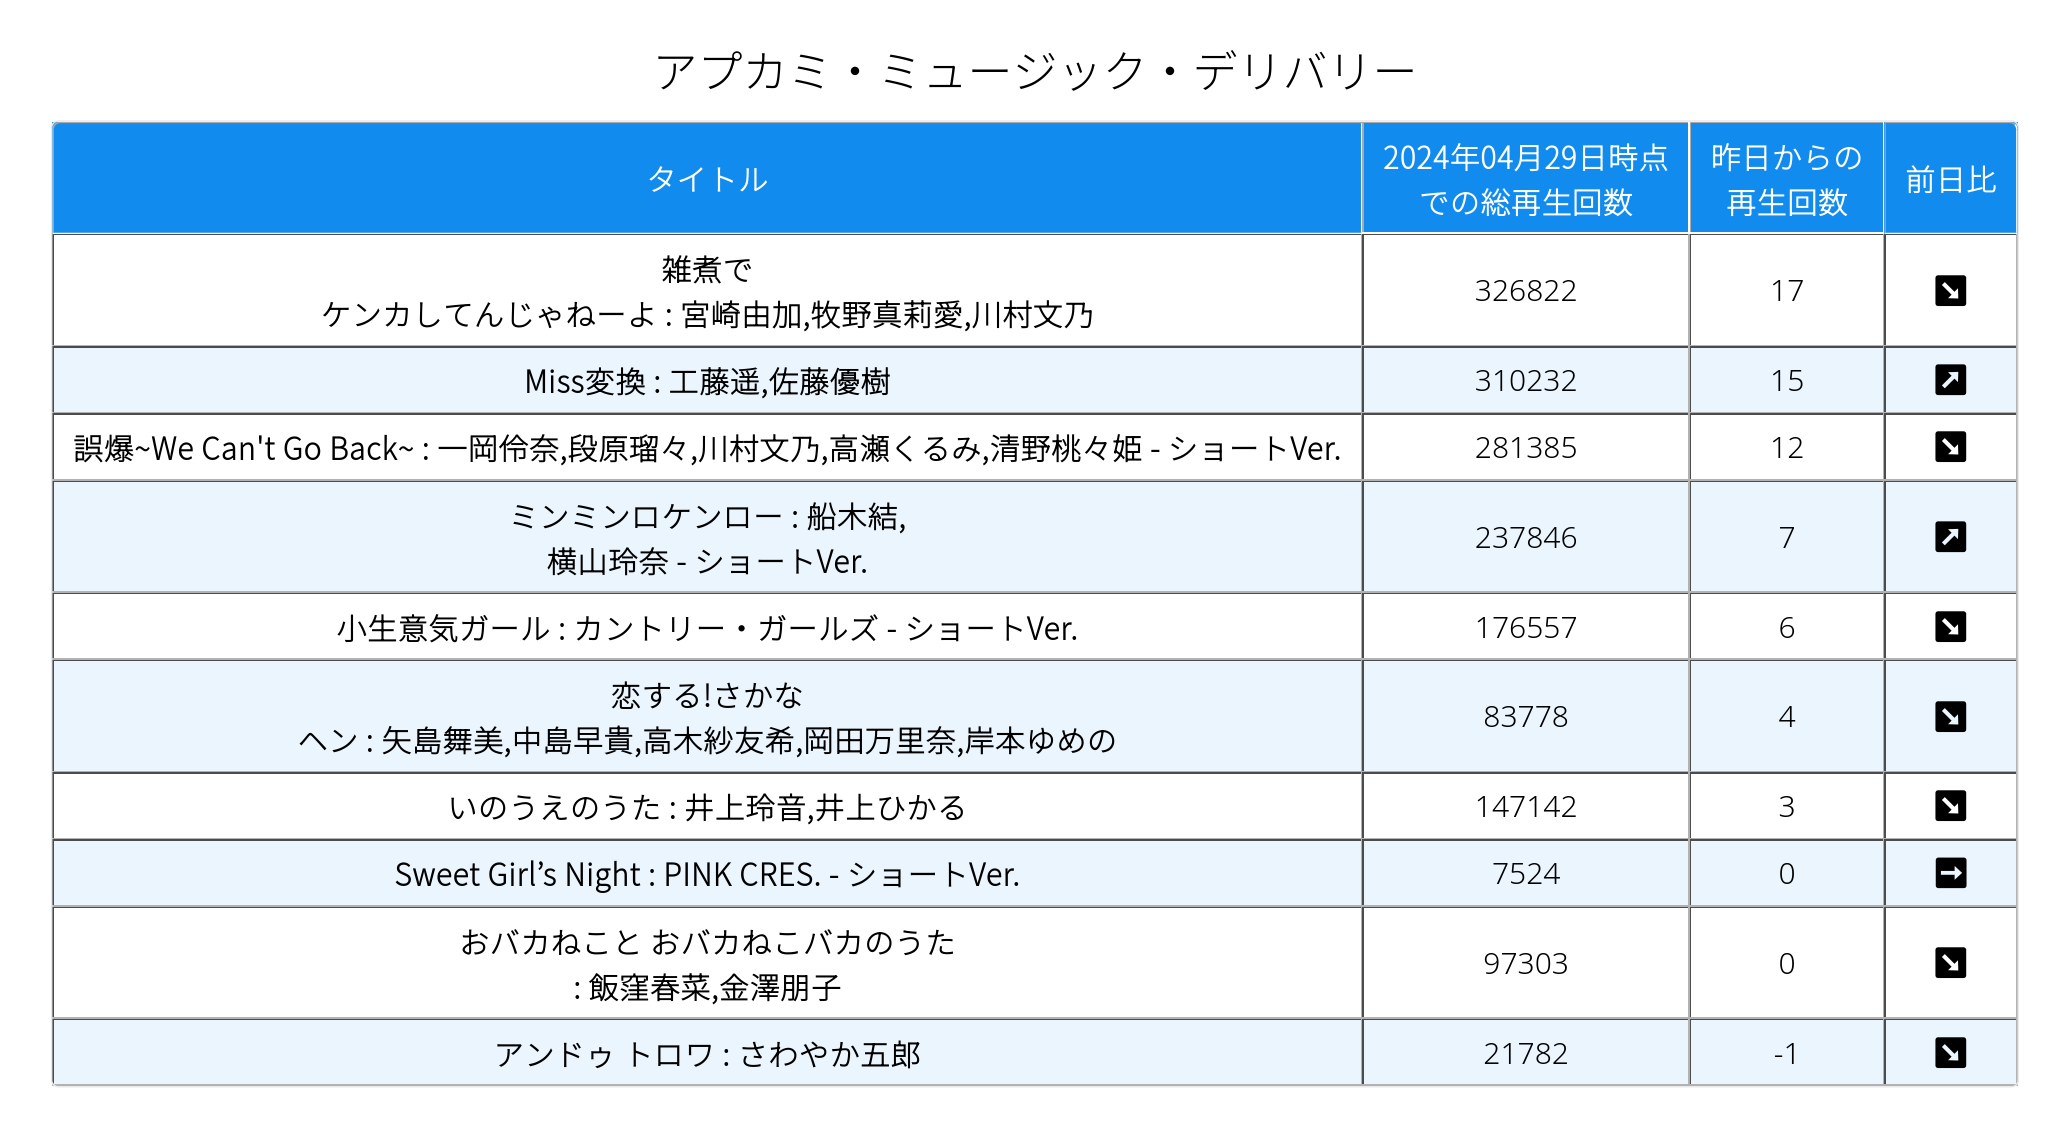 アプカミ・ミュージック・デリバリー
タイトル
2024年04月29日時点
での総再生回数
昨日からの
再生回数
前日比
雑煮で
ケンカしてんじゃねーよ : 宮崎由加,牧野真莉愛,川村文乃
326822
17
Miss変換 : 工藤遥,佐藤優樹
310232
15
誤爆~We Can't Go Back~ : 一岡伶奈,段原瑠々,川村文乃,高瀬くるみ,清野桃々姫 - ショートVer.
281385
12
ミンミンロケンロー : 船木結,
横山玲奈 - ショートVer.
237846
7
小生意気ガール : カントリー・ガールズ - ショートVer.
176557
6
恋する!さかな
ヘン : 矢島舞美,中島早貴,高木紗友希,岡田万里奈,岸本ゆめの
83778
4
いのうえのうた : 井上玲音,井上ひかる
147142
3
Sweet Girl’s Night : PINK CRES. - ショートVer.
7524
0
おバカねこと おバカねこバカのうた
: 飯窪春菜,金澤朋子
97303
0
アンドゥ トロワ : さわやか五郎
21782
-1